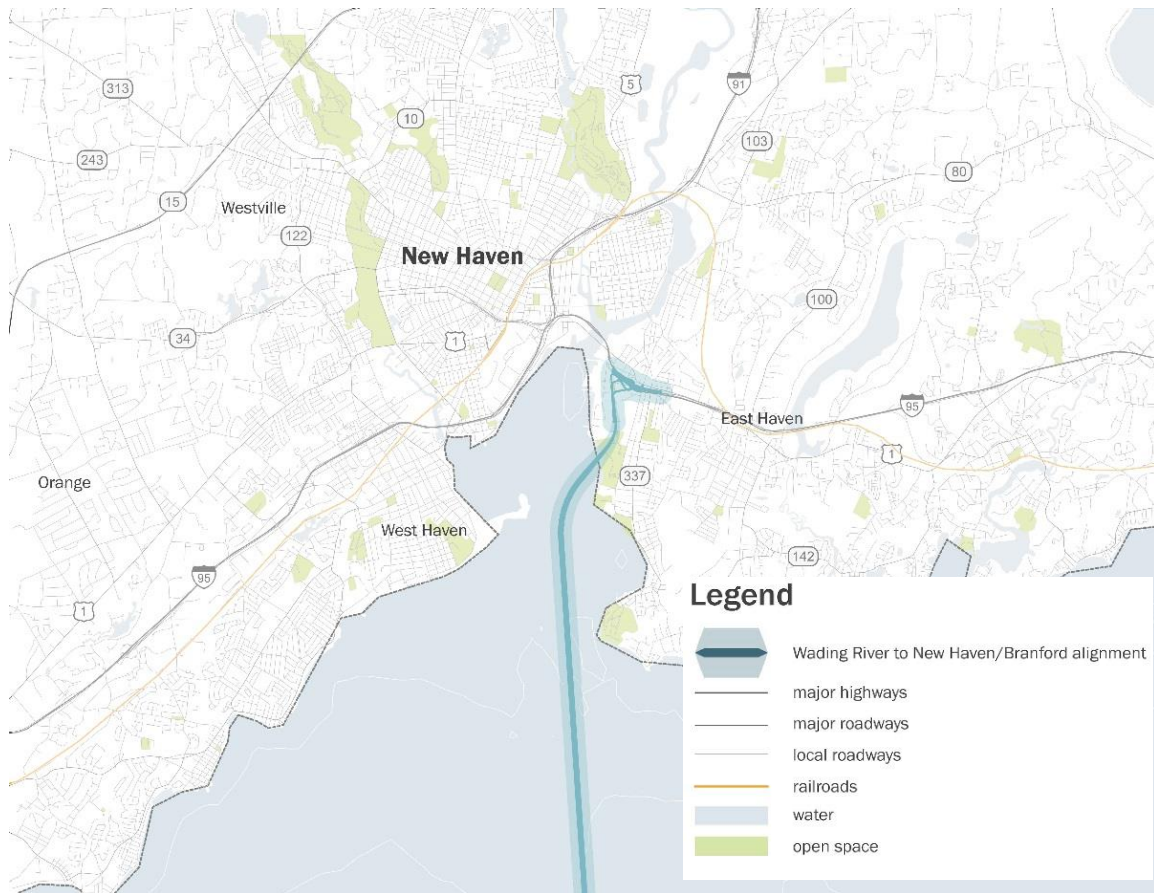 5
91
313
10
103
243
80
15
Westville
122
New Haven
100
34
1
East Haven
95
1
337
Orange
West Haven
142
95
1
Legend
Wading River to New Haven/Branford alignment
major highways
major roadways
local roadways
railroads
water
open space